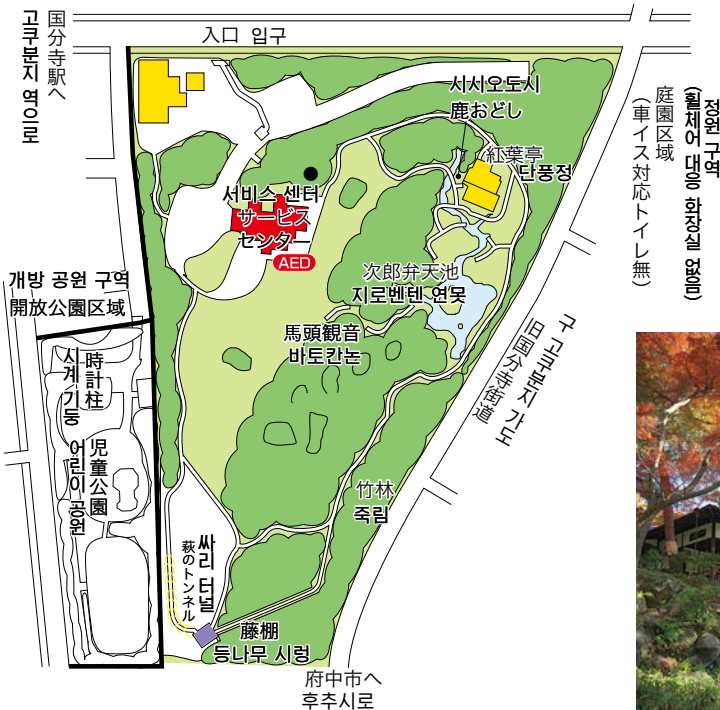 国分寺駅へ
고쿠분지 역으로
入口 입구
시시오도시
鹿おどし
紅葉亭
단풍정
정원 구역
(휠체어 대응 화장실 없음)
庭園区域
(車イス対応トイレ無)
서비스 센터
サービス
センター
AED
개방 공원 구역
開放公園区域
次郎弁天池
지로벤텐 연못
馬頭観音
바토칸논
구 고쿠분지 가도
旧国分寺街道
時計柱
시계 기둥
児童公園
어린이 공원
竹林
죽림
싸리 터널
萩のトンネル
藤棚
등나무 시렁
府中市へ
후추시로